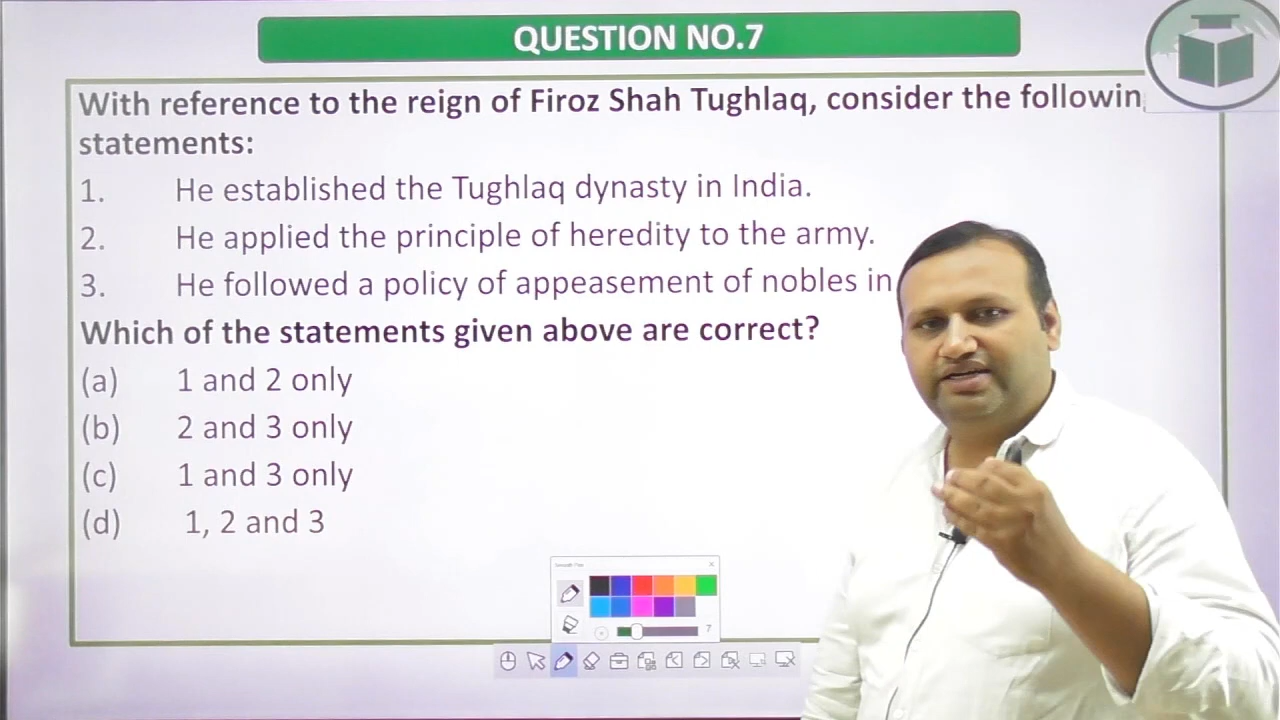 QUESTION NO.7
With reference to the reign of Firoz Shah Tughlaq, consider the
statements:
1. He established the Tughlaq dynasty in India.
2. He applied the principle of heredity to the army.
3. He followed a policy of appeasement of nobles in
Which of the statements given above are correct?
(a) 1 and 2 only
(b) 2 and 3 only
(c) 1 and 3 only
(d) 1, 2 and 3
7